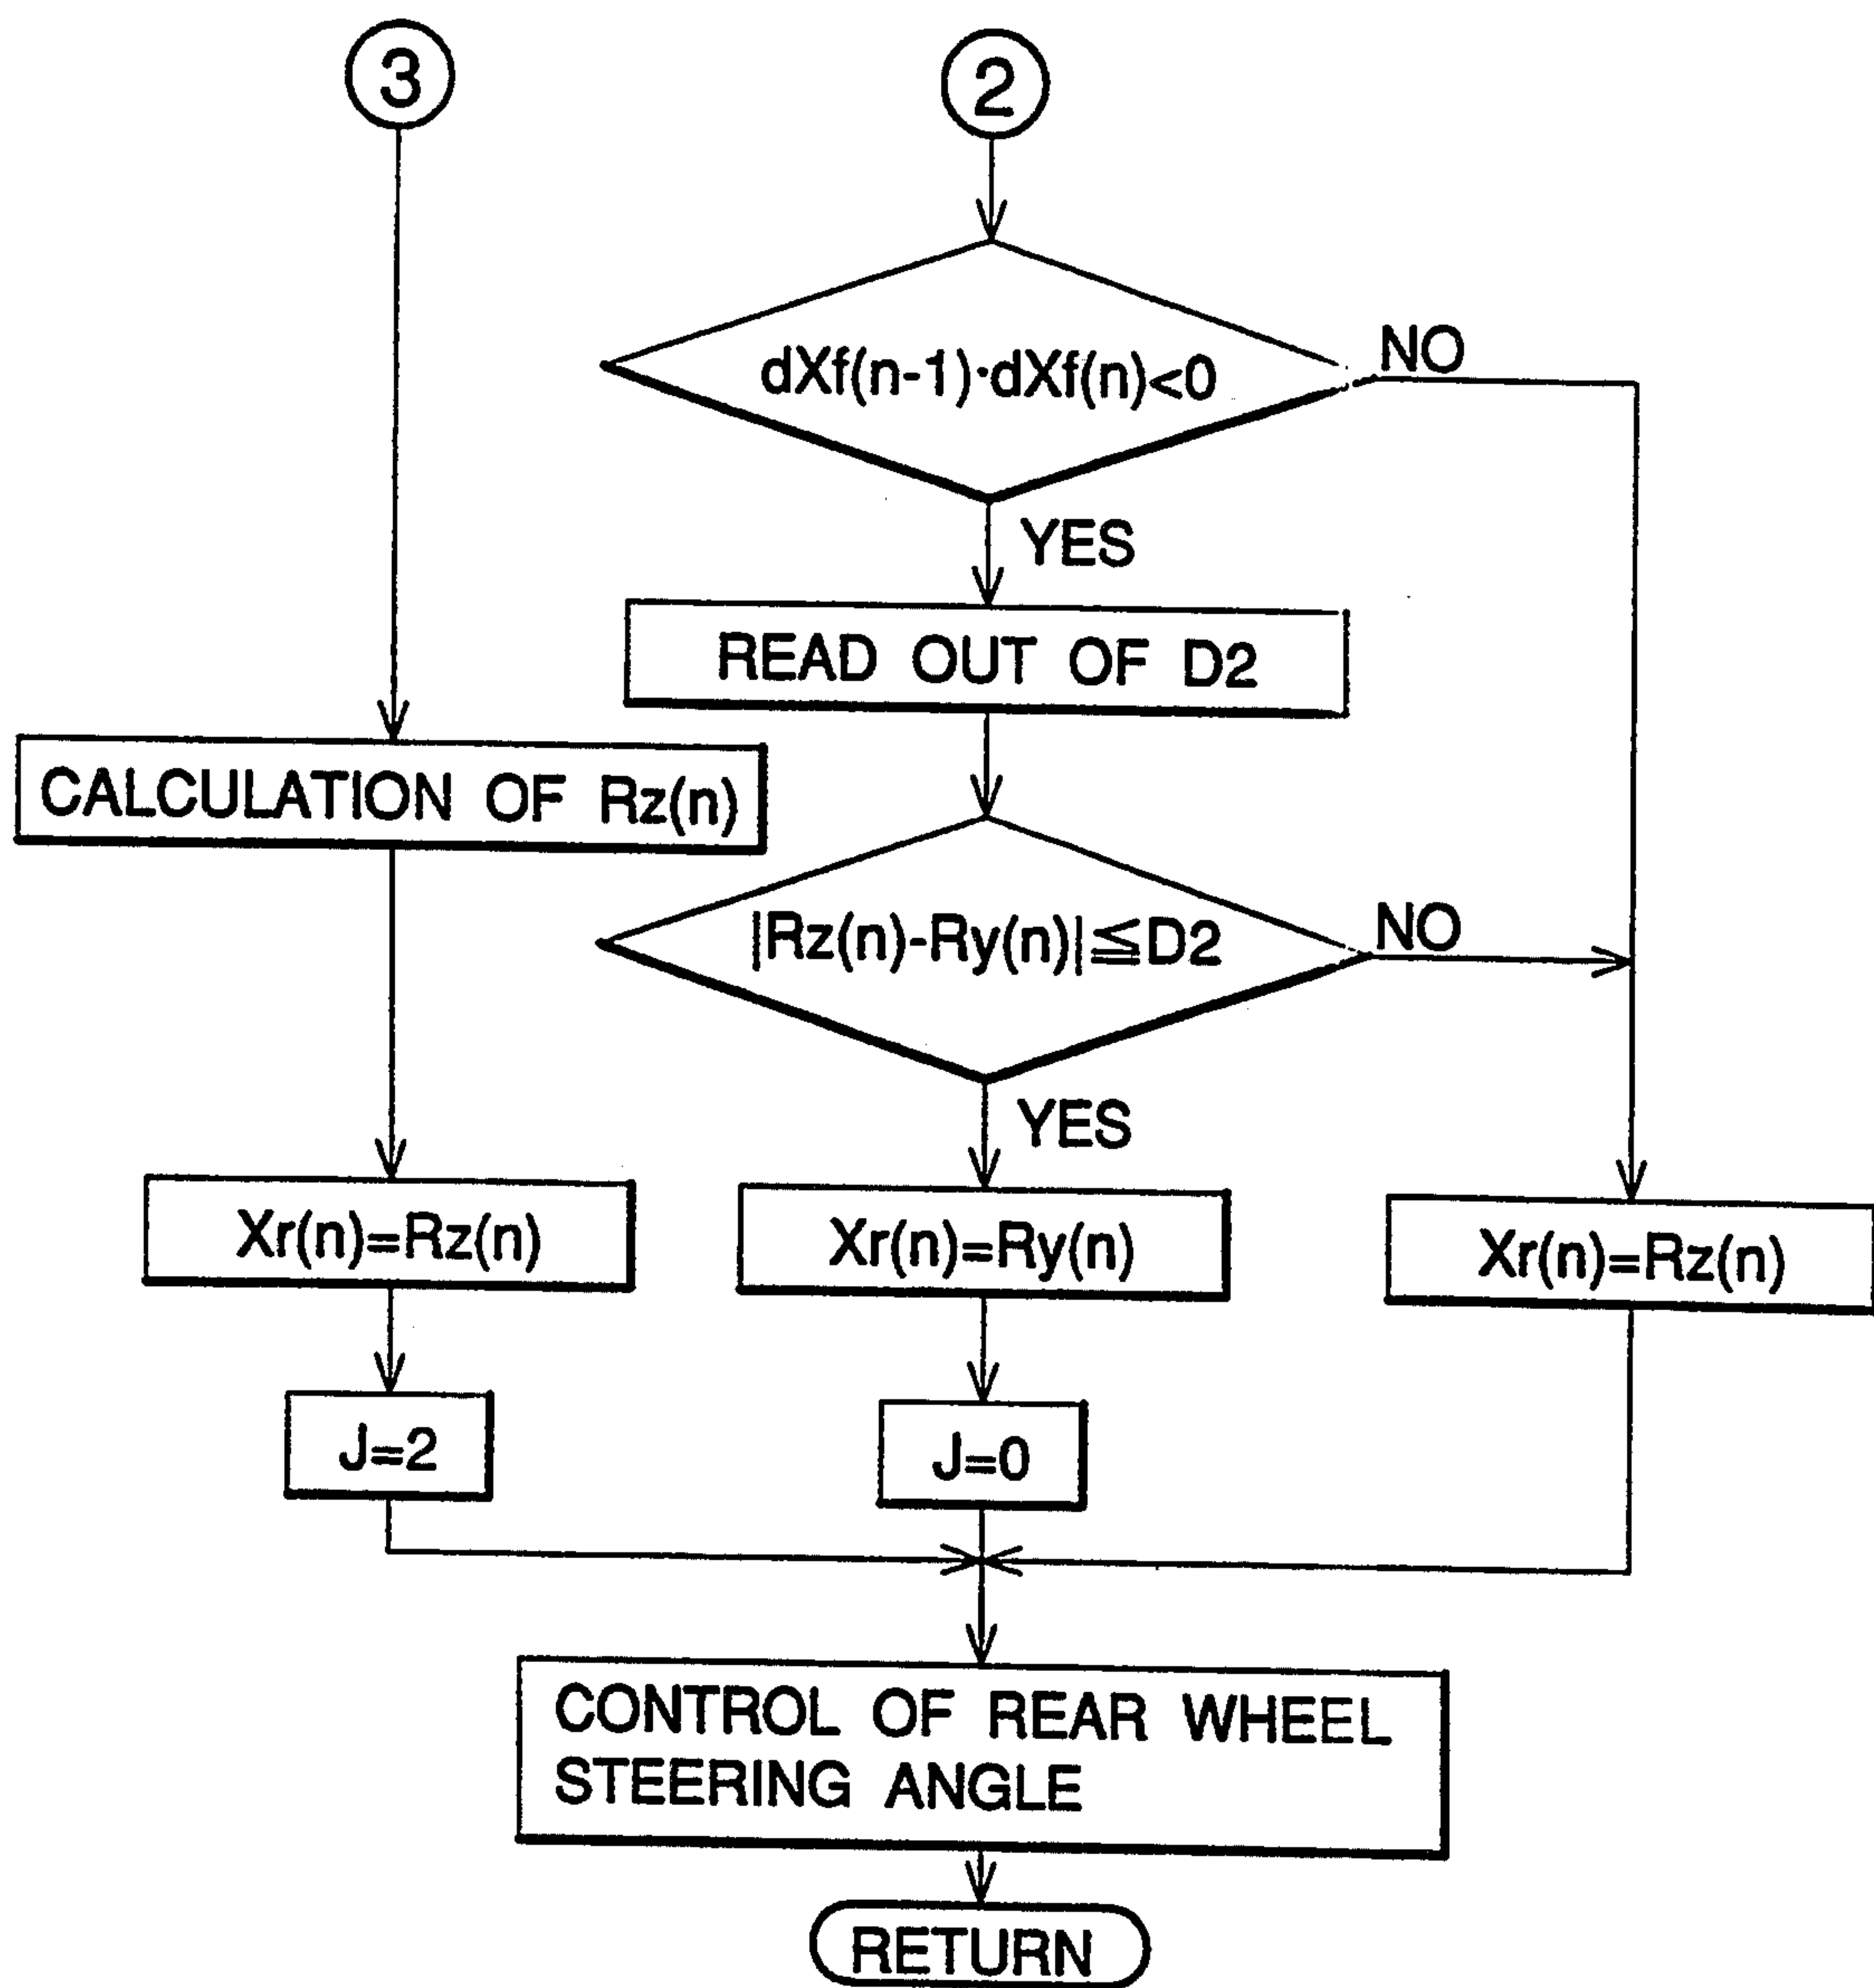 3
2
dXf(n-1)·dXf(n)<0
NO
YES
READ OUT OF D2
CALCULATION OF Rz(n)
|Rz(n)-Ry(n)|≦D2
NO
YES
Xr(n)=Rz(n)
Xr(n)=Ry(n)
Xr(n)=Rz(n)
J=2
J=0
CONTROL OF REAR WHEEL
STEERING ANGLE
RETURN